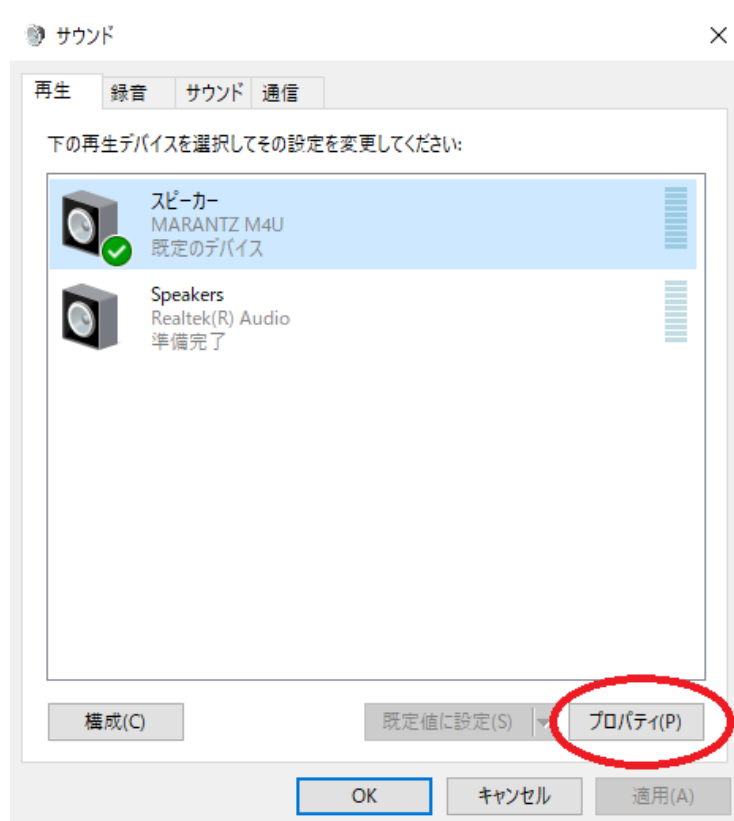 サウンド
再生 録音 サウンド 通信
下の再生デバイスを選択してその設定を変更してください:
スピーカー
MARANTZ M4U
既定のデバイス
Speakers
Realtek(R) Audio
準備完了
構成(C) 既定値に設定(S) プロパティ(P)
OK キャンセル 適用(A)